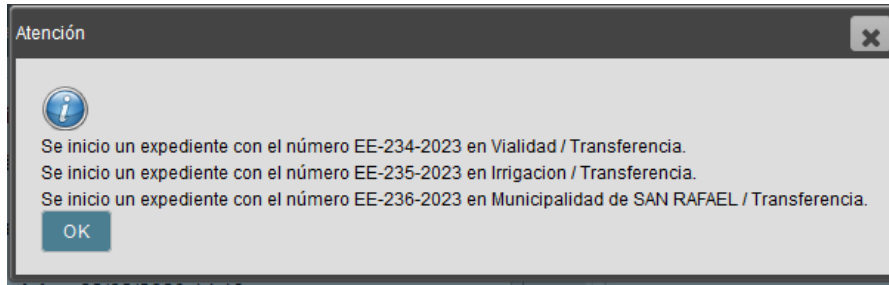 Atención
Se inicio un expediente con el número EE-234-2023 en Vialidad / Transferencia.
Se inicio un expediente con el número EE-235-2023 en Irrigacion / Transferencia.
Se inicio un expediente con el número EE-236-2023 en Municipalidad de SAN RAFAEL / Transferencia.
OK